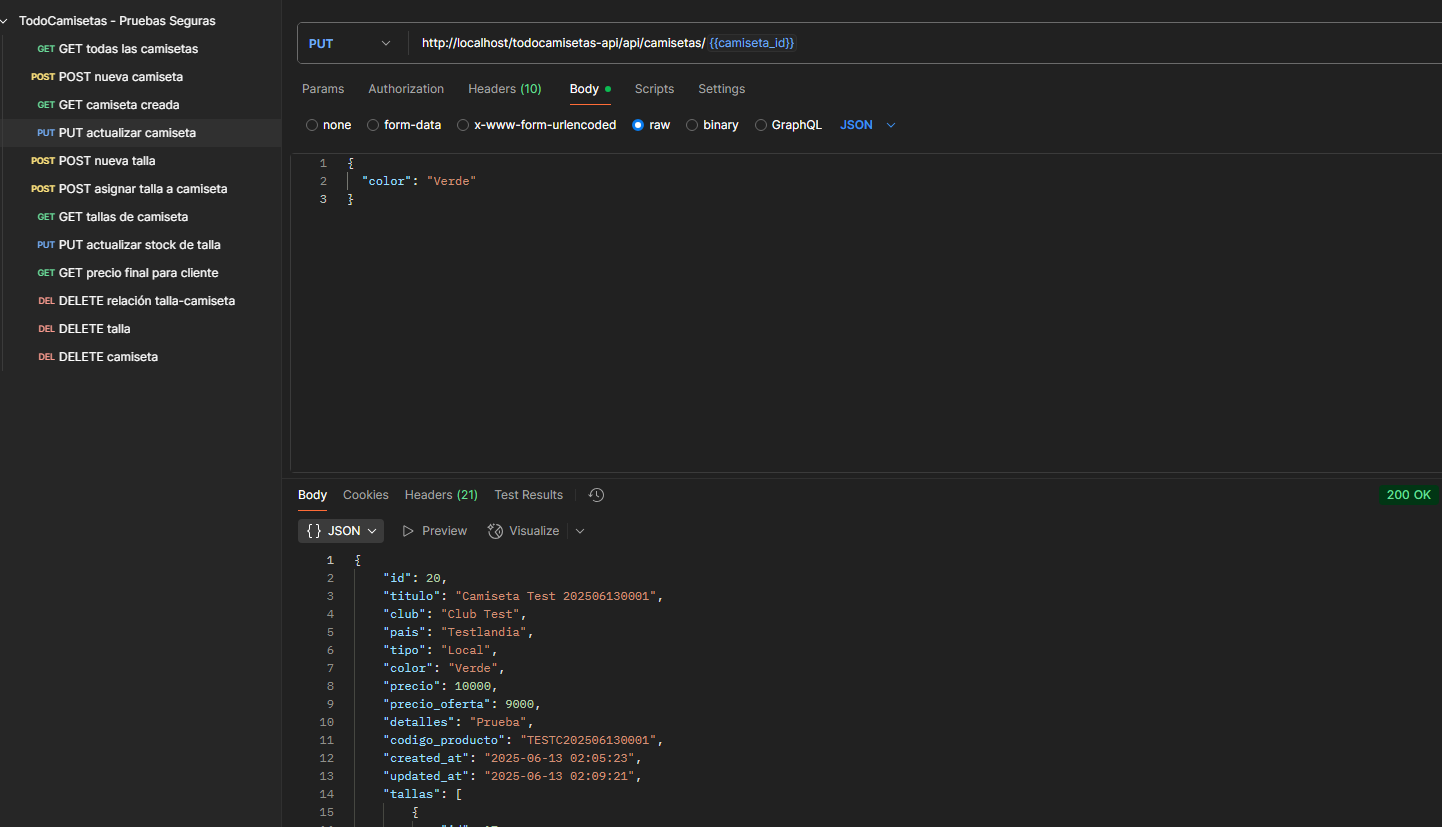 TodoCamisetas - Pruebas Seguras
GET GET todas las camisetas
POST POST nueva camiseta
GET GET camiseta creada
PUT PUT actualizar camiseta
POST POST nueva talla
POST POST asignar talla a camiseta
GET GET tallas de camiseta
PUT PUT actualizar stock de talla
GET GET precio final para cliente
DEL DELETE relación talla-camiseta
DEL DELETE talla
DEL DELETE camiseta
PUT http://localhost/todocamisetas-api/api/camisetas/ {{camiseta_id}}
Params Authorization Headers (10) Body Scripts Settings
none form-data x-www-form-urlencoded raw binary GraphQL JSON
1 {
2 "color": "Verde"
3 }
Body Cookies Headers (21) Test Results 200 OK
{} JSON Preview Visualize
1 {
2 "id": 20,
3 "titulo": "Camiseta Test 202506130001",
4 "club": "Club Test",
5 "pais": "Testlandia",
6 "tipo": "Local",
7 "color": "Verde",
8 "precio": 10000,
9 "precio_oferta": 9000,
10 "detalles": "Prueba",
11 "codigo_producto": "TESTC202506130001",
12 "created_at": "2025-06-13 02:05:23",
13 "updated_at": "2025-06-13 02:09:21",
14 "tallas": [
15 {